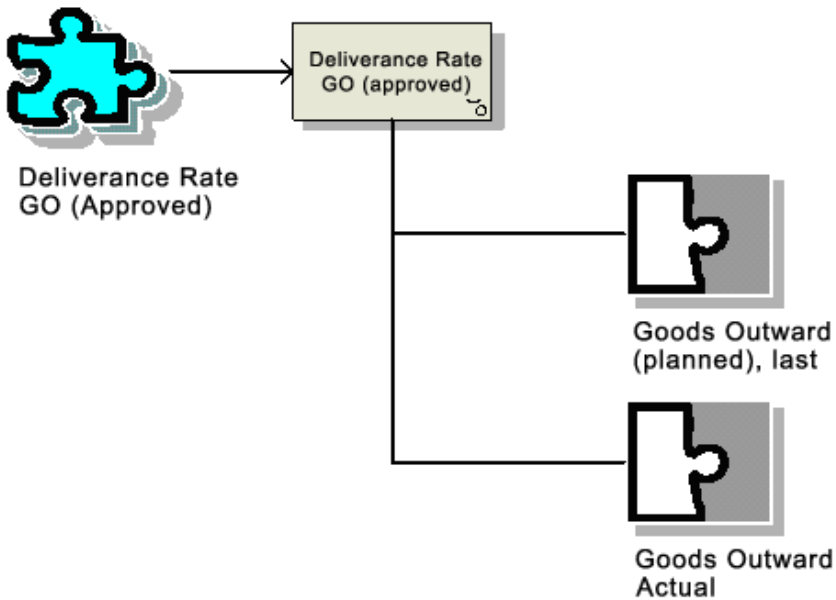 Deliverance Rate
GO (approved)
Deliverance Rate
GO (Approved)
Goods Outward
(planned), last
Goods Outward
Actual